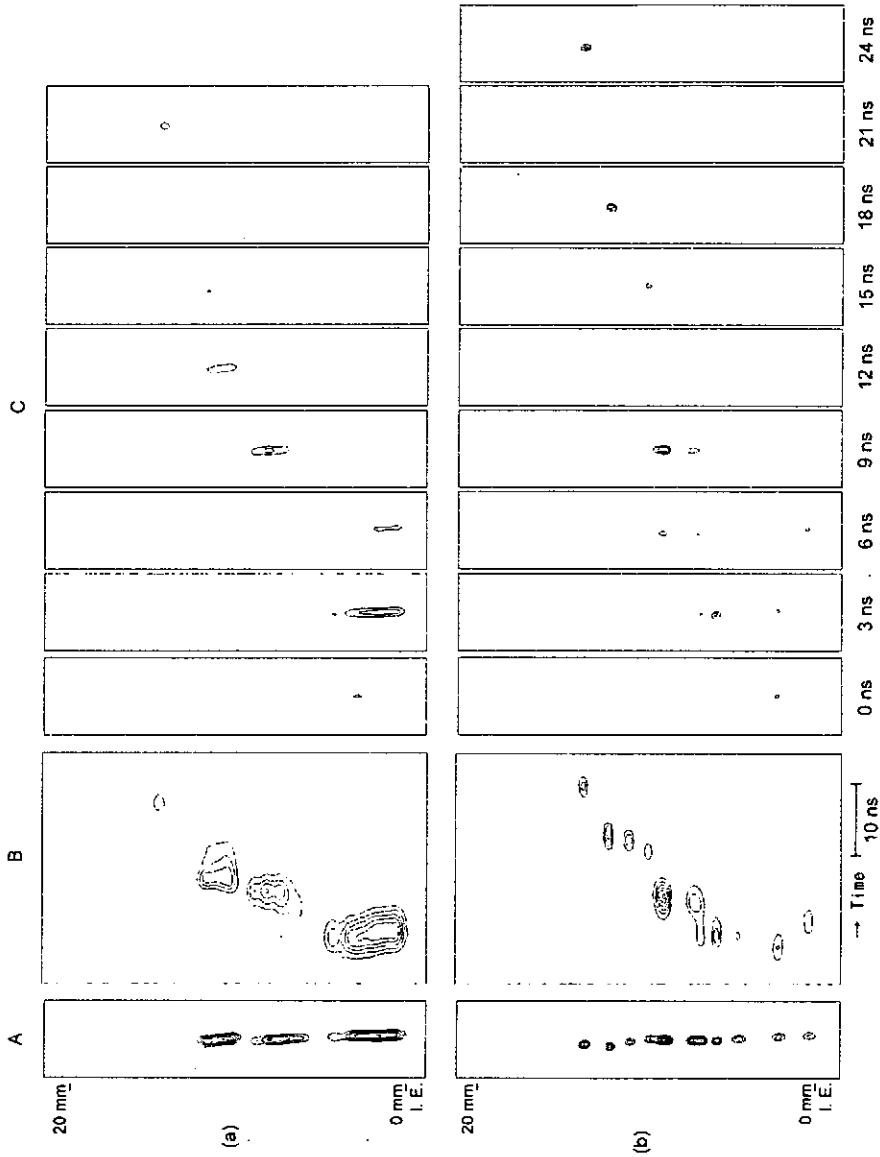 A
B
C
20 mm
(a)
0 mm
I. E.
20 mm
(b)
0 mm
I. E.
→ Time
10 ns
0 ns
3 ns
6 ns
9 ns
12 ns
15 ns
18 ns
21 ns
24 ns